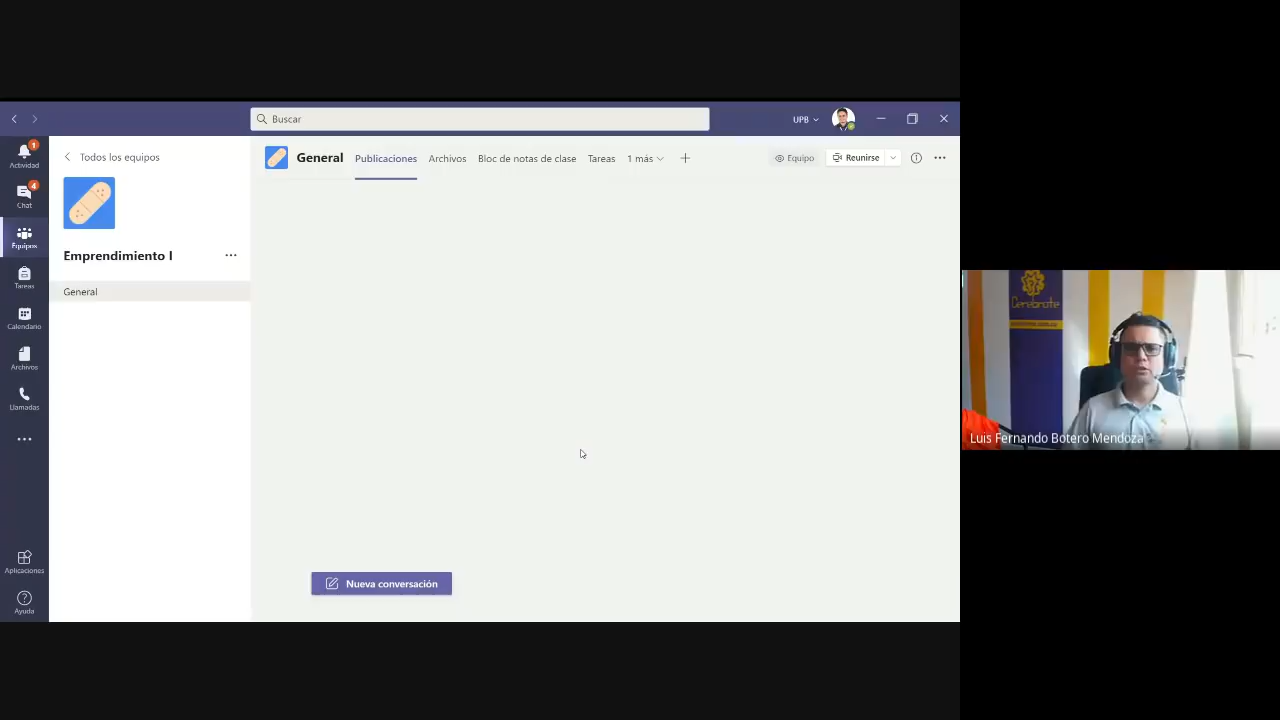 Buscar
UPB
Actividad
1
Chat
4
Equipos
Tareas
Calendario
Archivos
Llamadas
Aplicaciones
Ayuda
Todos los equipos
Emprendimiento I
General
General
Publicaciones
Archivos
Bloc de notas de clase
Tareas
1 más
Equipo
Reunirse
Nueva conversación
Cerebrote
Luis Fernando Botero Mendoza